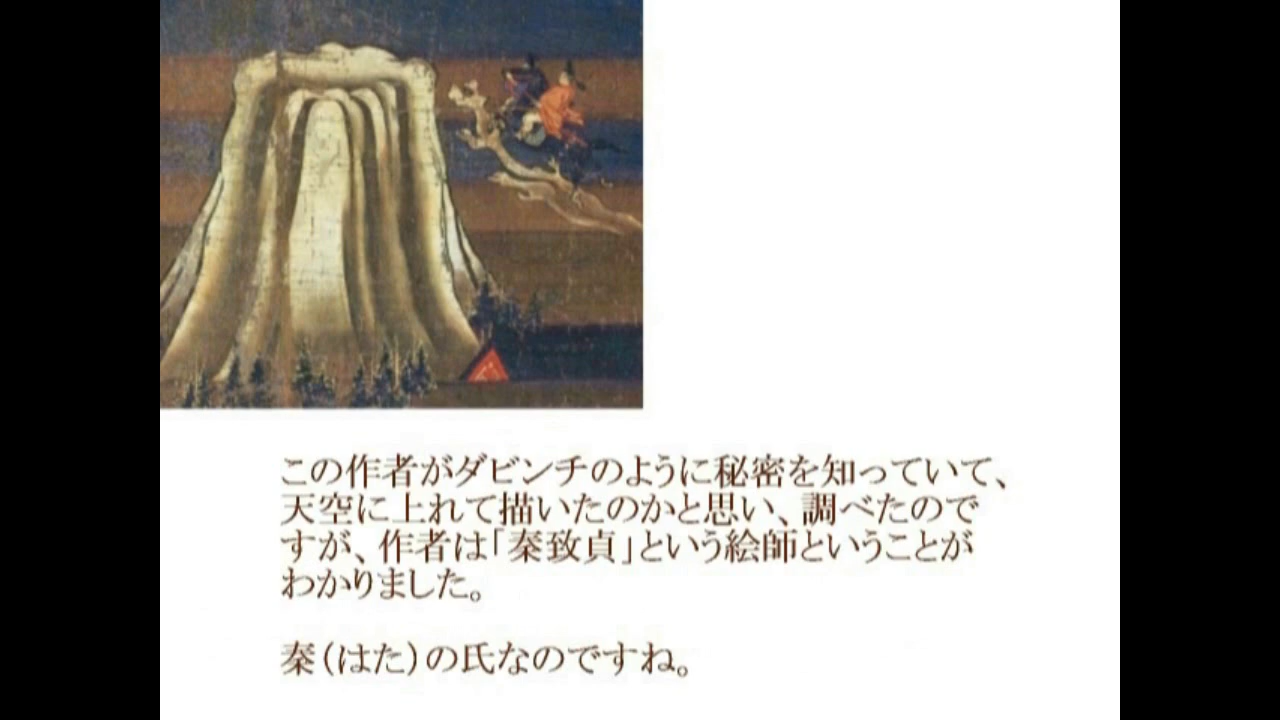 この作者がダビンチのように秘密を知っていて、
天空に上れて描いたのかと思い、調べたので
すが、作者は「秦致貞」という絵師ということが
わかりました。
秦（はた）の氏なのですね。